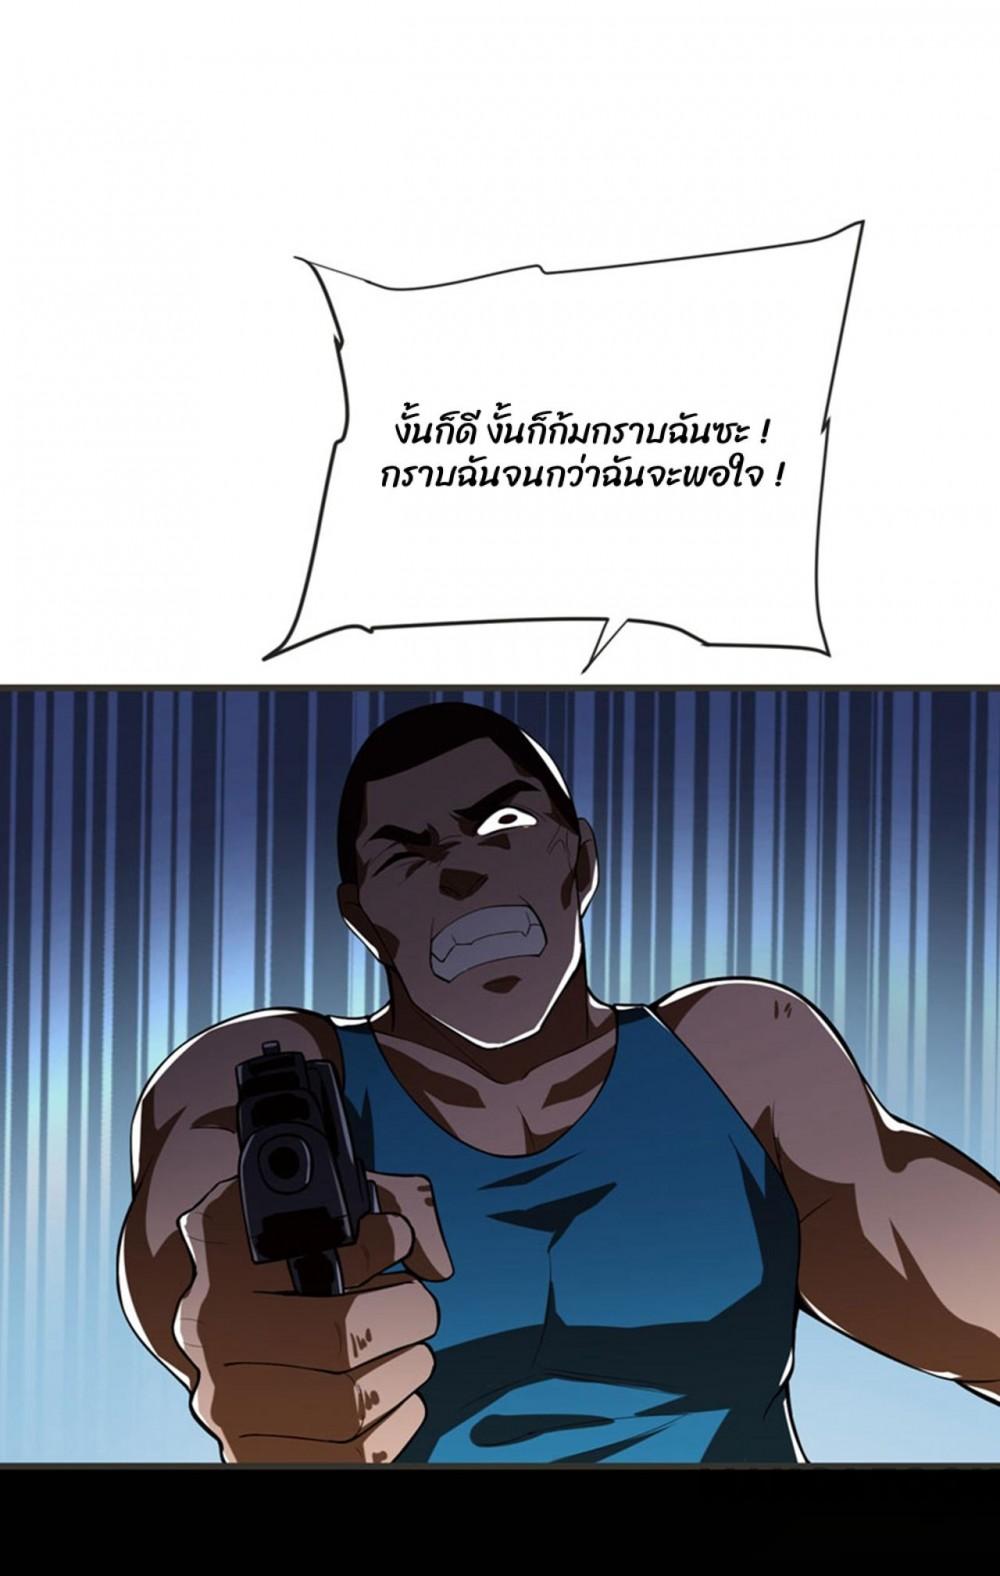 งั้นก็ดี งั้นก็ก้มกราบฉันซะ !
กราบฉันจนกว่าฉันจะพอใจ !